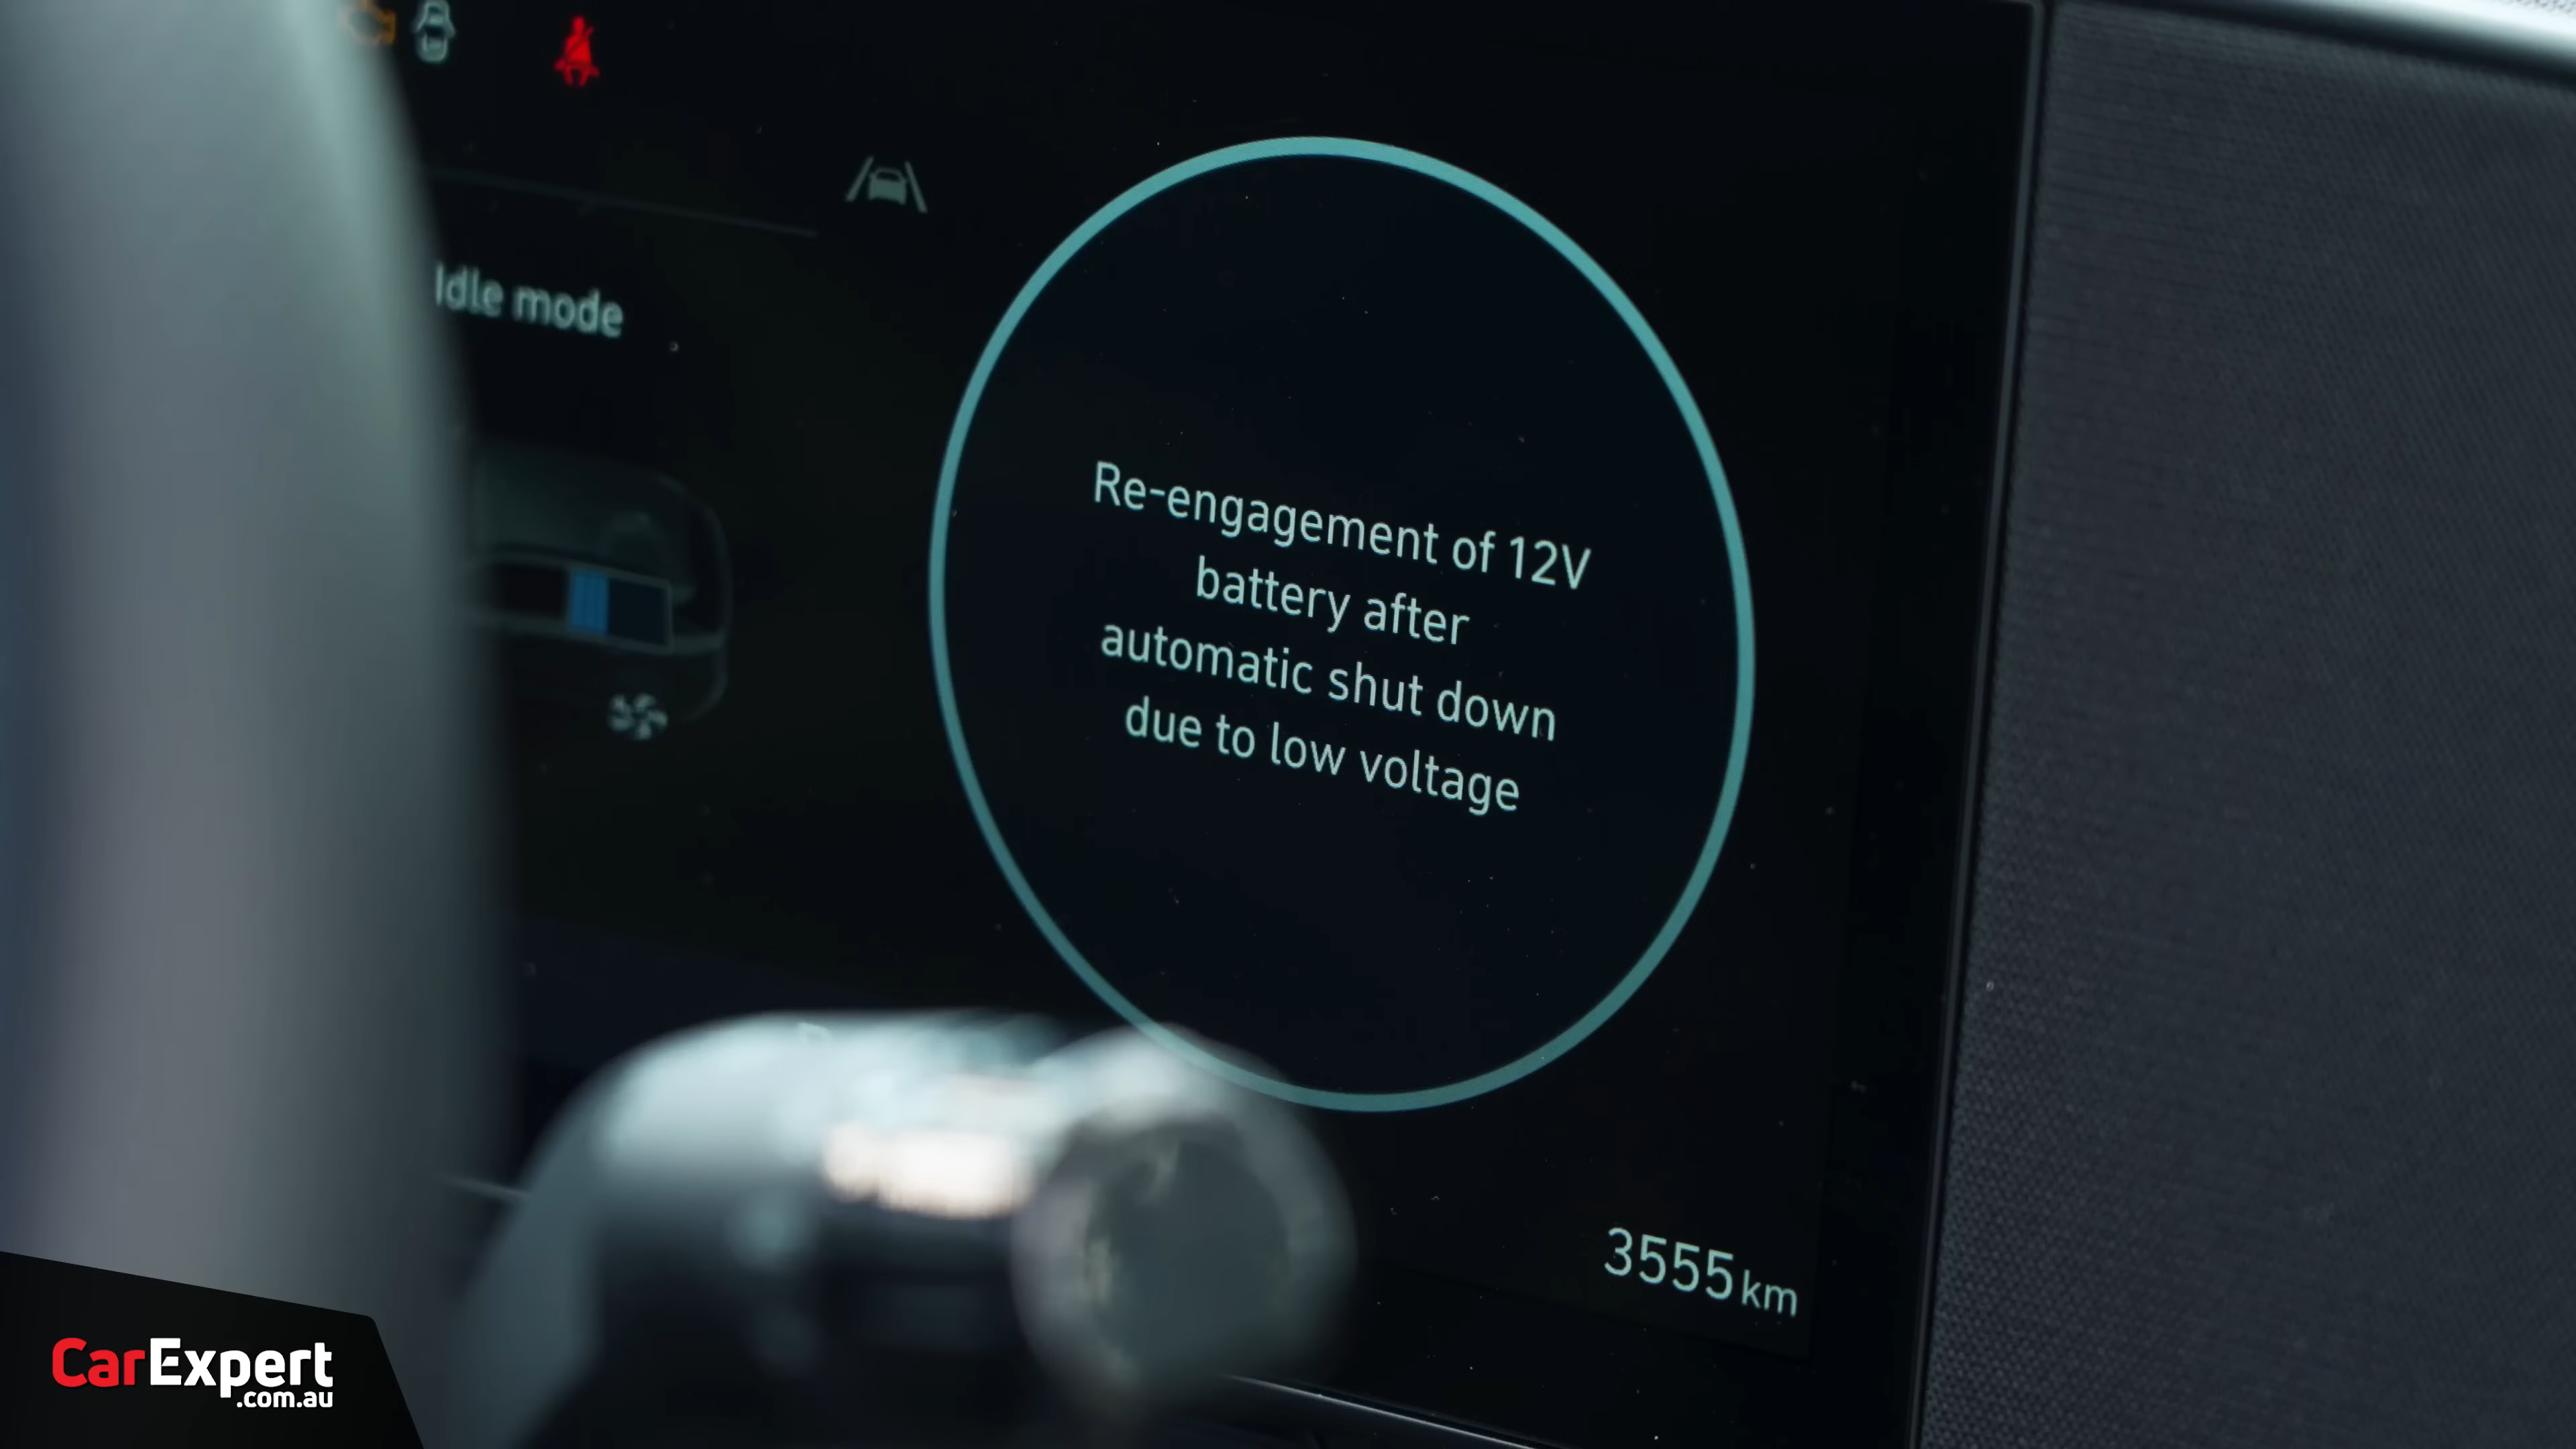 Idle mode
Re-engagement of 12V
battery after
automatic shut down
due to low voltage
3555 km
CarExpert
.com.au